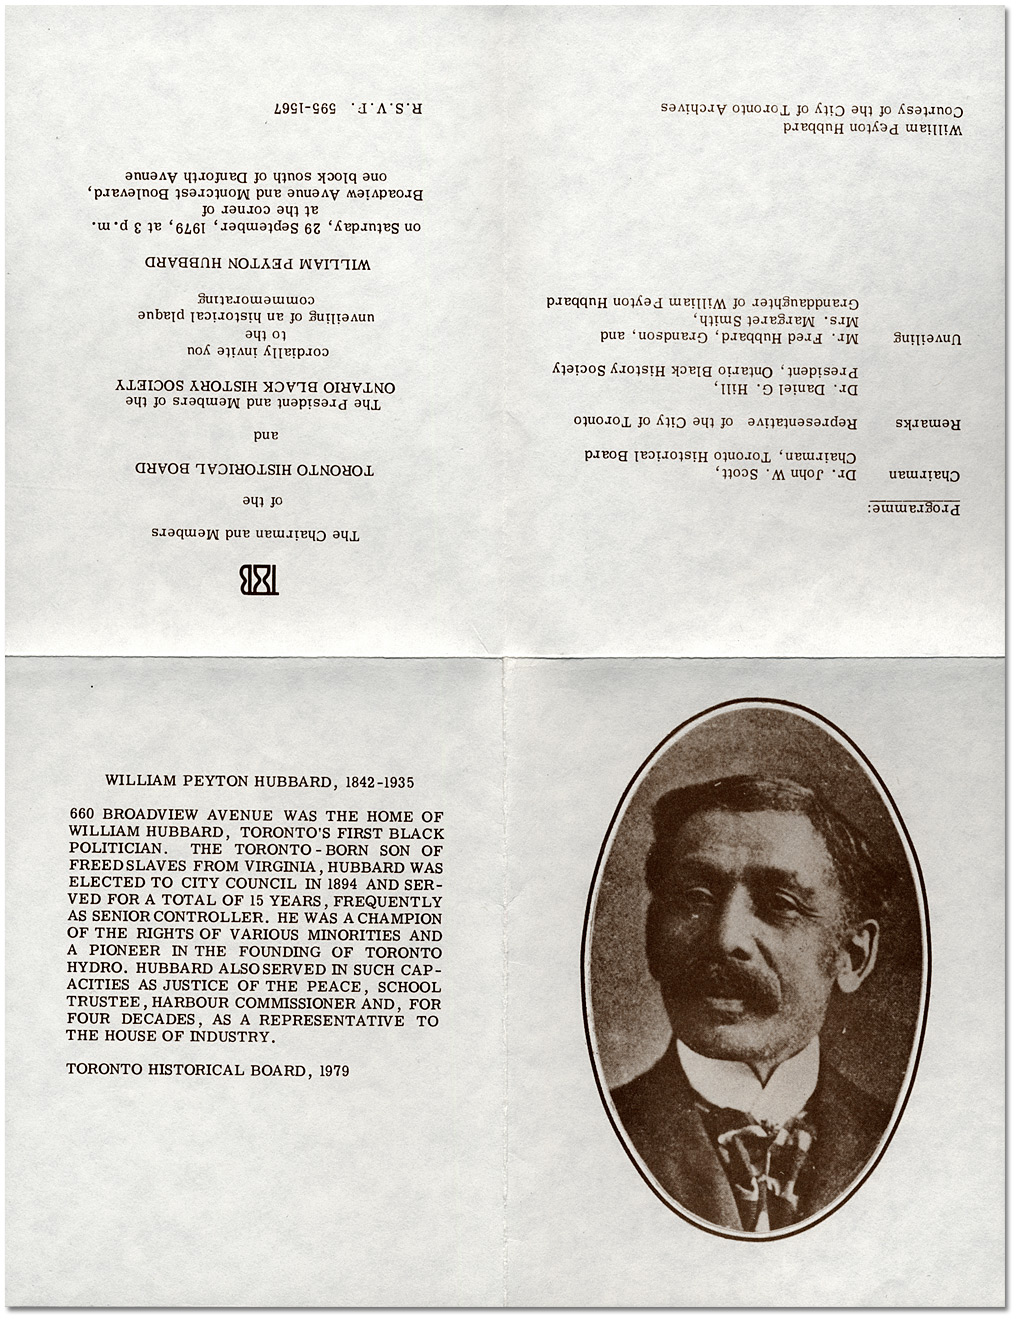 THB
The Chairman and Members
of the
TORONTO HISTORICAL BOARD
and
The President and Members of the
ONTARIO BLACK HISTORY SOCIETY
cordially invite you
to the
unveiling of an historical plaque
commemorating
WILLIAM PEYTON HUBBARD
on Saturday, 29 September, 1979, at 3 p.m.
at the corner of
Broadview Avenue and Montcrest Boulevard,
one block south of Danforth Avenue
R.S.V.P. 595-1567
Programme:
Chairman Dr. John W. Scott,
Chairman, Toronto Historical Board
Remarks Representative of the City of Toronto
Dr. Daniel G. Hill,
President, Ontario Black History Society
Unveiling Mr. Fred Hubbard, Grandson, and
Mrs. Margaret Smith,
Granddaughter of William Peyton Hubbard
William Peyton Hubbard
Courtesy of the City of Toronto Archives
WILLIAM PEYTON HUBBARD, 1842-1935
660 BROADVIEW AVENUE WAS THE HOME OF
WILLIAM HUBBARD, TORONTO'S FIRST BLACK
POLITICIAN. THE TORONTO-BORN SON OF
FREED SLAVES FROM VIRGINIA, HUBBARD WAS
ELECTED TO CITY COUNCIL IN 1894 AND SER-
VED FOR A TOTAL OF 15 YEARS, FREQUENTLY
AS SENIOR CONTROLLER. HE WAS A CHAMPION
OF THE RIGHTS OF VARIOUS MINORITIES AND
A PIONEER IN THE FOUNDING OF TORONTO
HYDRO. HUBBARD ALSO SERVED IN SUCH CAP-
ACITIES AS JUSTICE OF THE PEACE, SCHOOL
TRUSTEE, HARBOUR COMMISSIONER AND, FOR
FOUR DECADES, AS A REPRESENTATIVE TO
THE HOUSE OF INDUSTRY.
TORONTO HISTORICAL BOARD, 1979